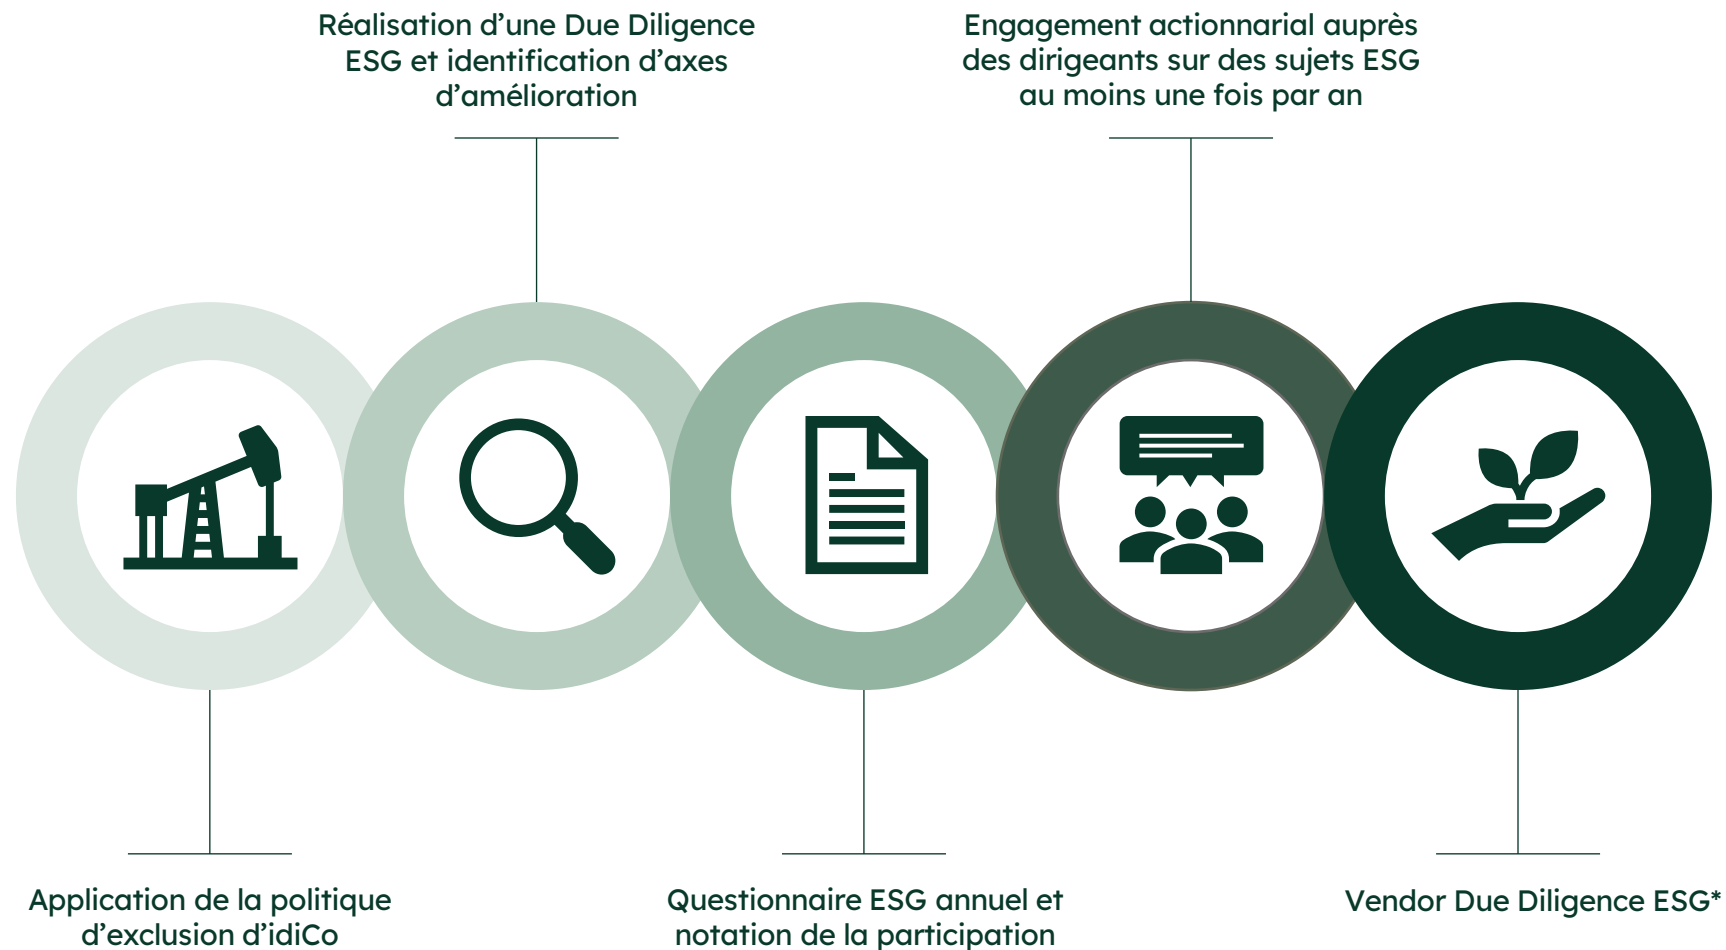 Réalisation d’une Due Diligence
ESG et identification d’axes
d’amélioration
Engagement actionnarial auprès
des dirigeants sur des sujets ESG
au moins une fois par an
Application de la politique
d’exclusion d’idiCo
Questionnaire ESG annuel et
notation de la participation
Vendor Due Diligence ESG*